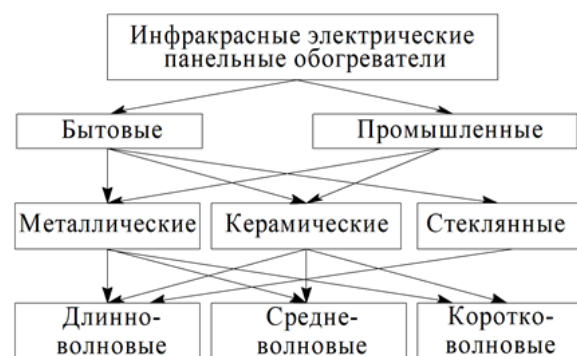 Инфракрасные электрические
панельные обогреватели
Бытовые
Промышленные
Металлические
Керамические
Стеклянные
Длинно-
волновые
Средне-
волновые
Коротко-
волновые